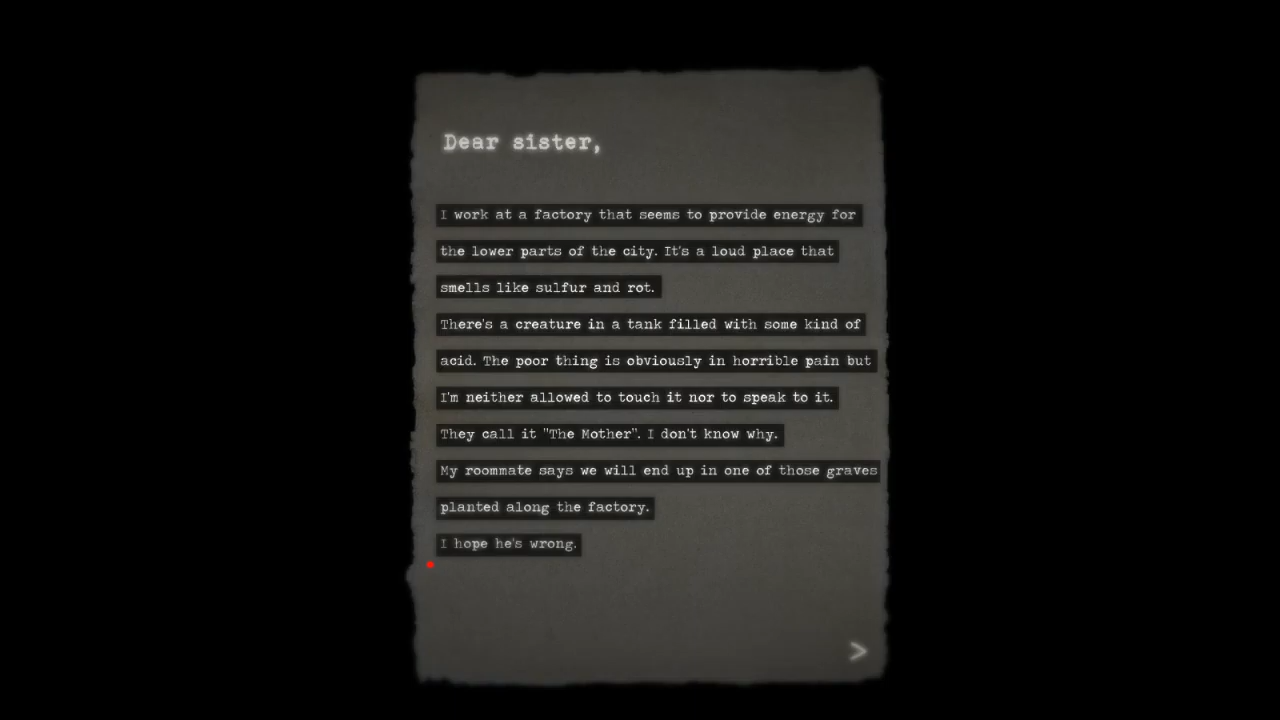 Dear sister,
I work at a factory that seems to provide energy for
the lower parts of the city. It's a loud place that
smells like sulfur and rot.
There's a creature in a tank filled with some kind of
acid. The poor thing is obviously in horrible pain but
I'm neither allowed to touch it nor to speak to it.
They call it "The Mother". I don't know why.
My roommate says we will end up in one of those graves
planted along the factory.
I hope he's wrong.
>